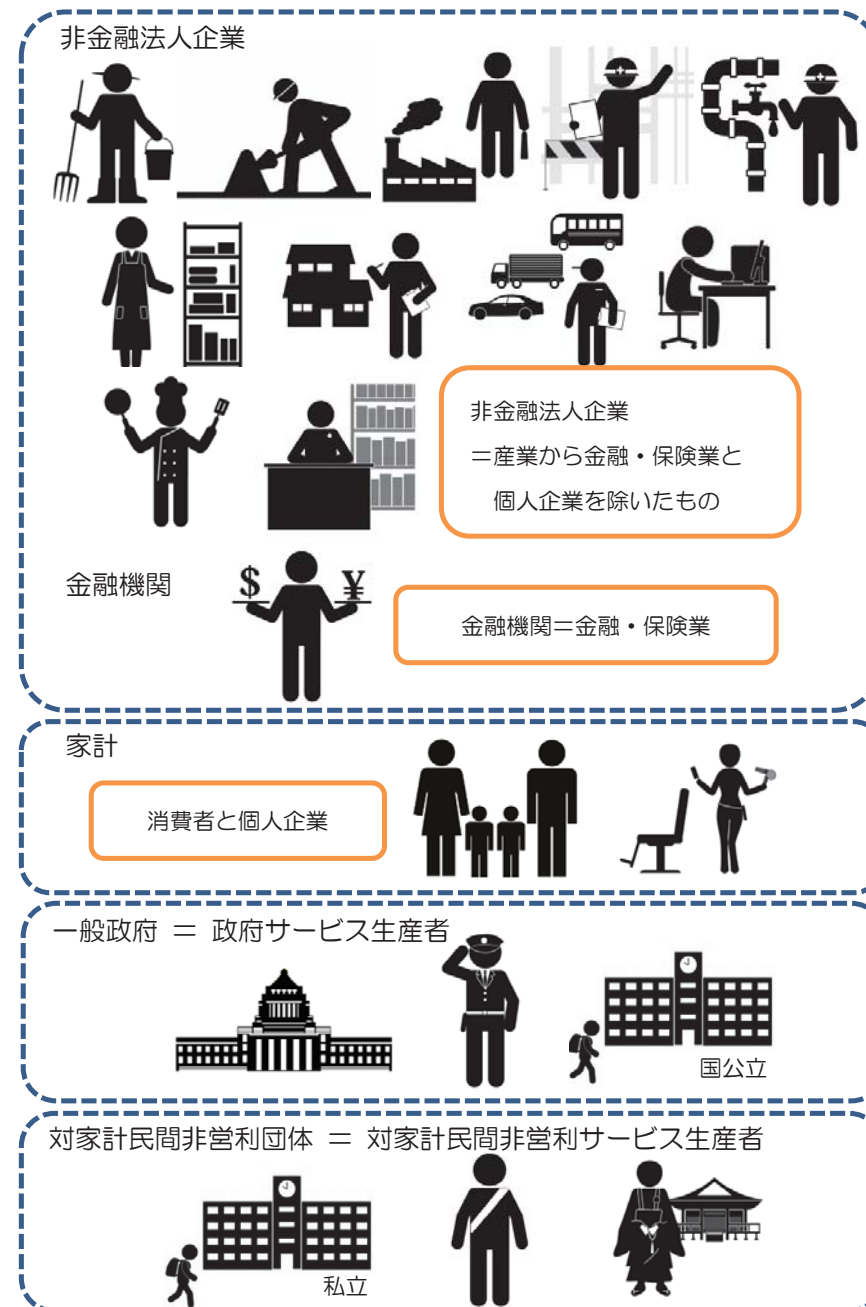 非金融法人企業
非金融法人企業
＝産業から金融・保険業と
個人企業を除いたもの
金融機関
$ ¥
金融機関＝金融・保険業
家計
消費者と個人企業
一般政府 ＝ 政府サービス生産者
国公立
対家計民間非営利団体 ＝ 対家計民間非営利サービス生産者
私立